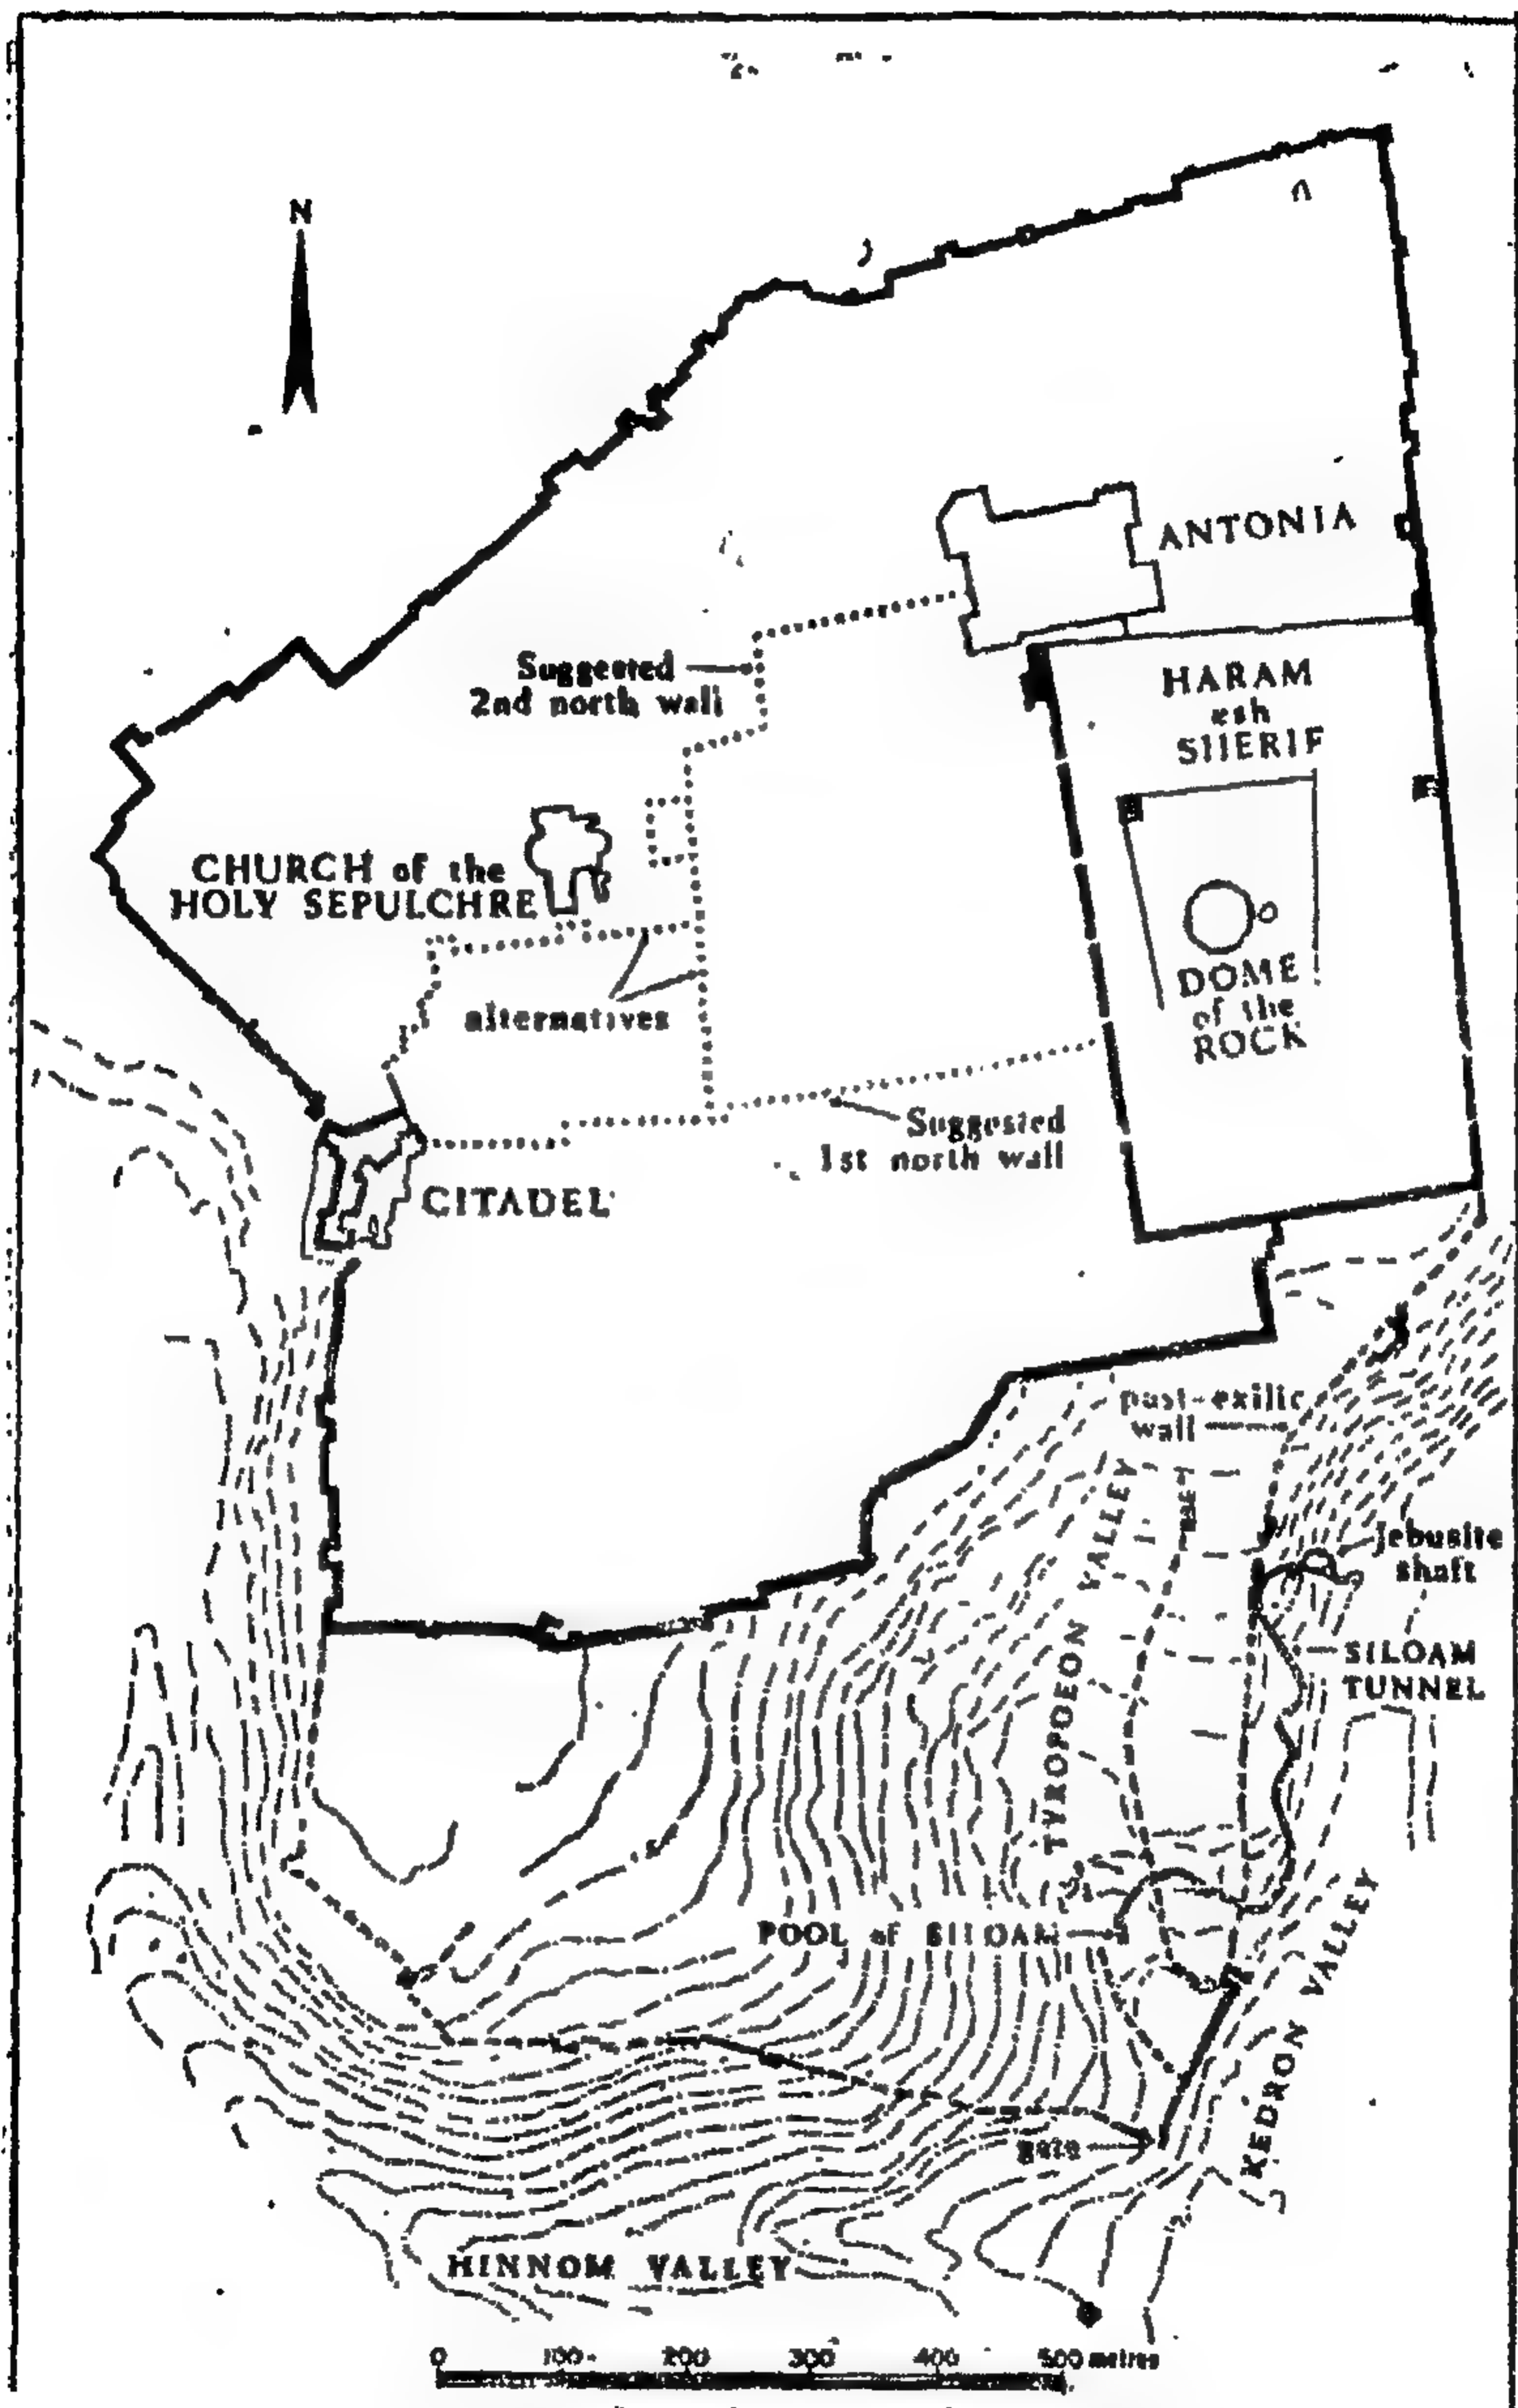 N
ANTONIA
Suggested
2nd north wall
HARAM
esh
SHERIF
CHURCH of the
HOLY SEPULCHRE
DOME
of the
ROCK
alternatives
Suggested
1st north wall
CITADEL
post-exilic
wall
TYROPOEON VALLEY
Jebusite
shaft
SILOAM
TUNNEL
POOL of SILOAM
KEDRON VALLEY
gate
HINNOM VALLEY
0 100 200 300 400 500 metres